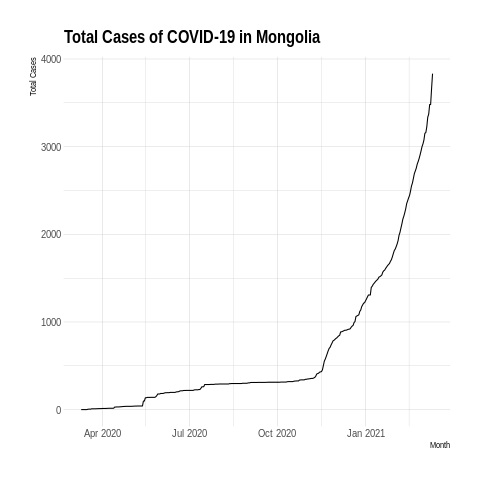 Total Cases of COVID-19 in Mongolia
Total Cases
4000
3000
2000
1000
0
Apr 2020 Jul 2020 Oct 2020 Jan 2021
Month